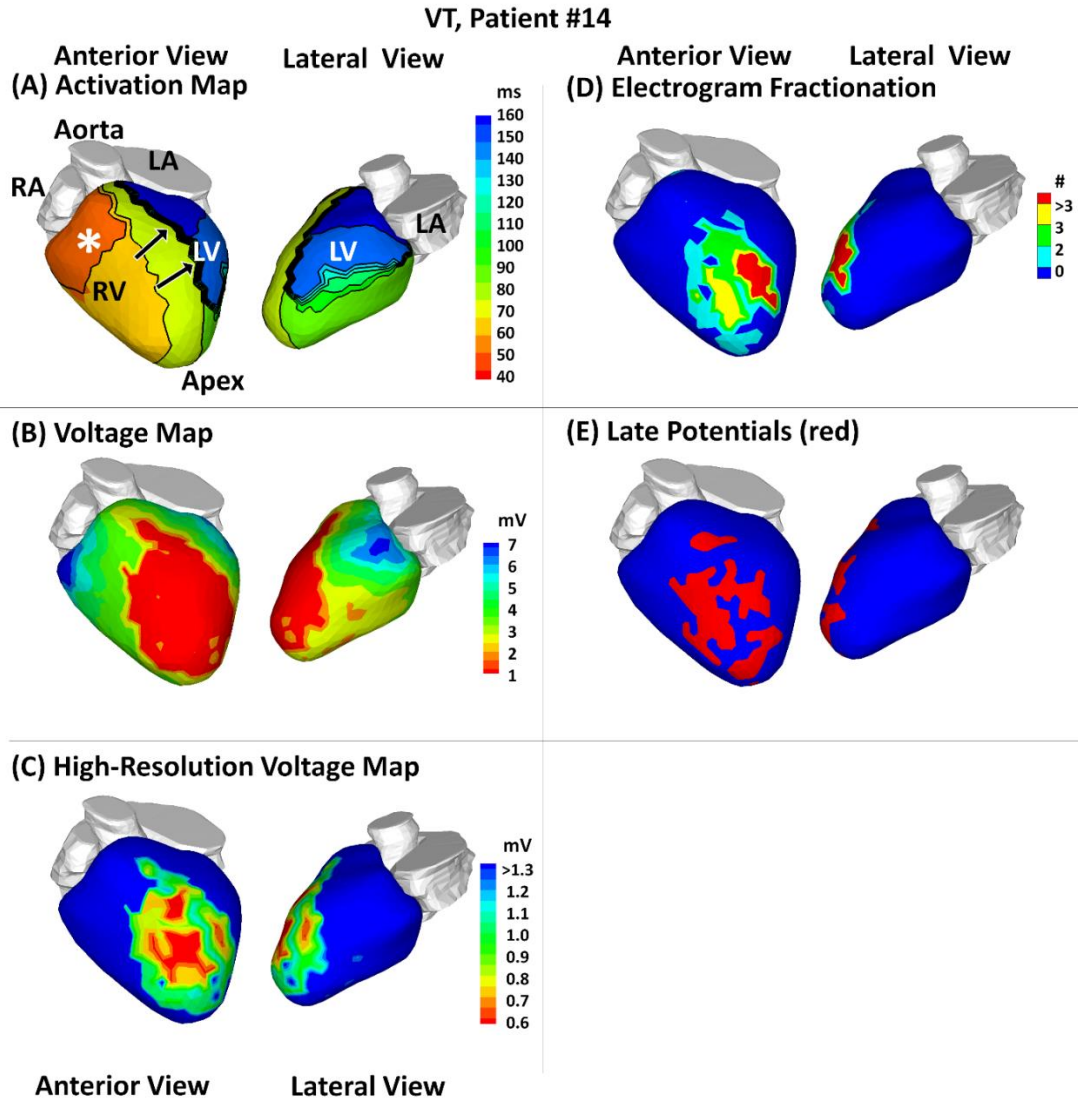 VT, Patient #14
Anterior View Lateral View
(A) Activation Map
Aorta
LA
RA
*
LV
RV
Apex
LV
LA
ms
160
150
140
130
120
110
100
90
80
70
60
50
40
Anterior View Lateral View
(D) Electrogram Fractionation
#
>3
3
2
0
(B) Voltage Map
mV
7
6
5
4
3
2
1
(E) Late Potentials (red)
(C) High-Resolution Voltage Map
mV
>1.3
1.2
1.1
1.0
0.9
0.8
0.7
0.6
Anterior View Lateral View